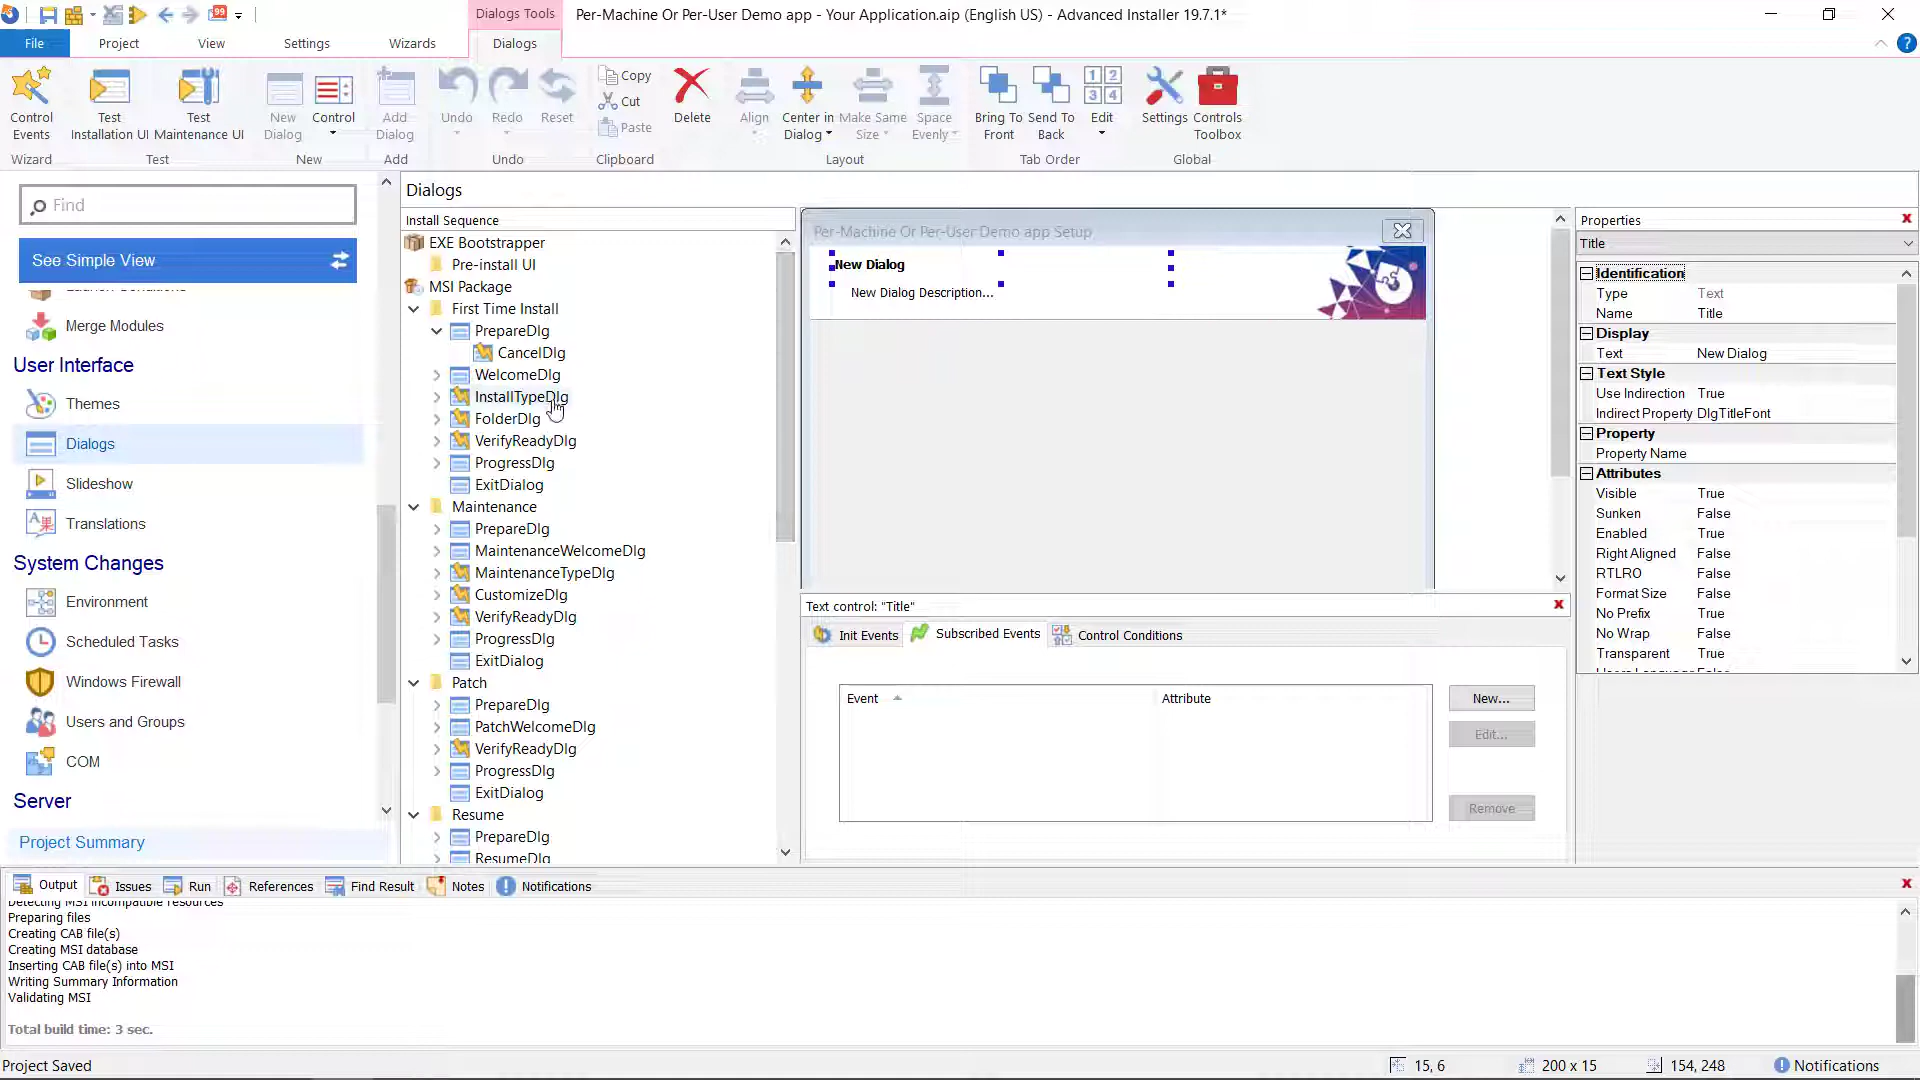 Dialogs Tools
Per-Machine Or Per-User Demo app - Your Application.aip (English US) - Advanced Installer 19.7.1*
File
Project
View
Settings
Wizards
Dialogs
Control Events
Test Installation UI
Test Maintenance UI
New Dialog
Control
Add Dialog
Undo
Redo
Reset
Copy
Cut
Paste
Delete
Align
Center in Dialog
Make Same Size
Space Evenly
Bring To Front
Send To Back
Edit
Settings
Controls Toolbox
Wizard
Test
New
Add
Undo
Clipboard
Layout
Tab Order
Global
Find
See Simple View
Merge Modules
User Interface
Themes
Dialogs
Slideshow
Translations
System Changes
Environment
Scheduled Tasks
Windows Firewall
Users and Groups
COM
Server
Project Summary
Dialogs
Install Sequence
EXE Bootstrapper
Pre-install UI
MSI Package
First Time Install
PrepareDlg
CancelDlg
WelcomeDlg
InstallTypeDlg
FolderDlg
VerifyReadyDlg
ProgressDlg
ExitDialog
Maintenance
PrepareDlg
MaintenanceWelcomeDlg
MaintenanceTypeDlg
CustomizeDlg
VerifyReadyDlg
ProgressDlg
ExitDialog
Patch
PrepareDlg
PatchWelcomeDlg
VerifyReadyDlg
ProgressDlg
ExitDialog
Resume
PrepareDlg
ResumeDlg
Per-Machine Or Per-User Demo app Setup
New Dialog
New Dialog Description...
Text control: "Title"
Init Events
Subscribed Events
Control Conditions
Event
Attribute
New...
Edit...
Remove
Properties
Title
Identification
Type Text
Name Title
Display
Text New Dialog
Text Style
Use Indirection True
Indirect Property DlgTitleFont
Property
Property Name
Attributes
Visible True
Sunken False
Enabled True
Right Aligned False
RTLRO False
Format Size False
No Prefix True
No Wrap False
Transparent True
Output
Issues
Run
References
Find Result
Notes
Notifications
Detecting MSI incompatible resources
Preparing files
Creating CAB file(s)
Creating MSI database
Inserting CAB file(s) into MSI
Writing Summary Information
Validating MSI
Total build time: 3 sec.
Project Saved
15, 6
200 x 15
154, 248
Notifications